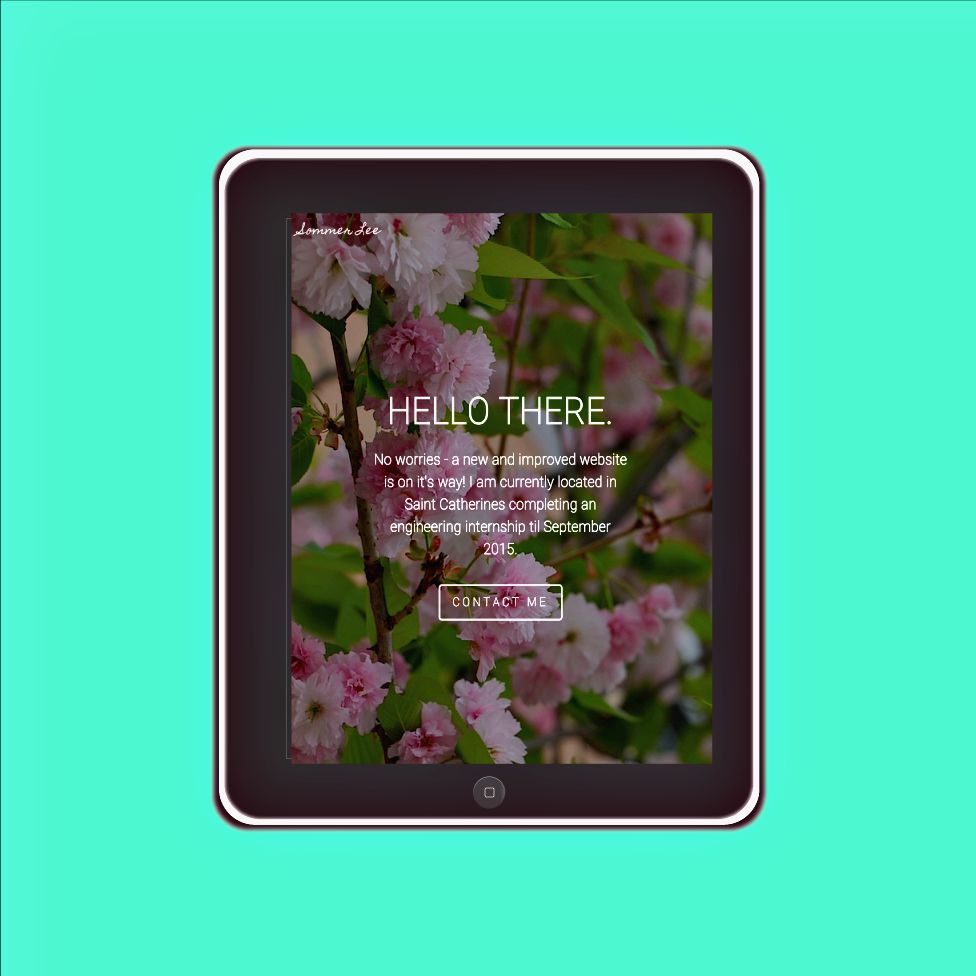 Sommer Lee
HELLO THERE.
No worries - a new and improved website
is on it's way! I am currently located in
Saint Catherines completing an
engineering internship til September
2015.
CONTACT ME